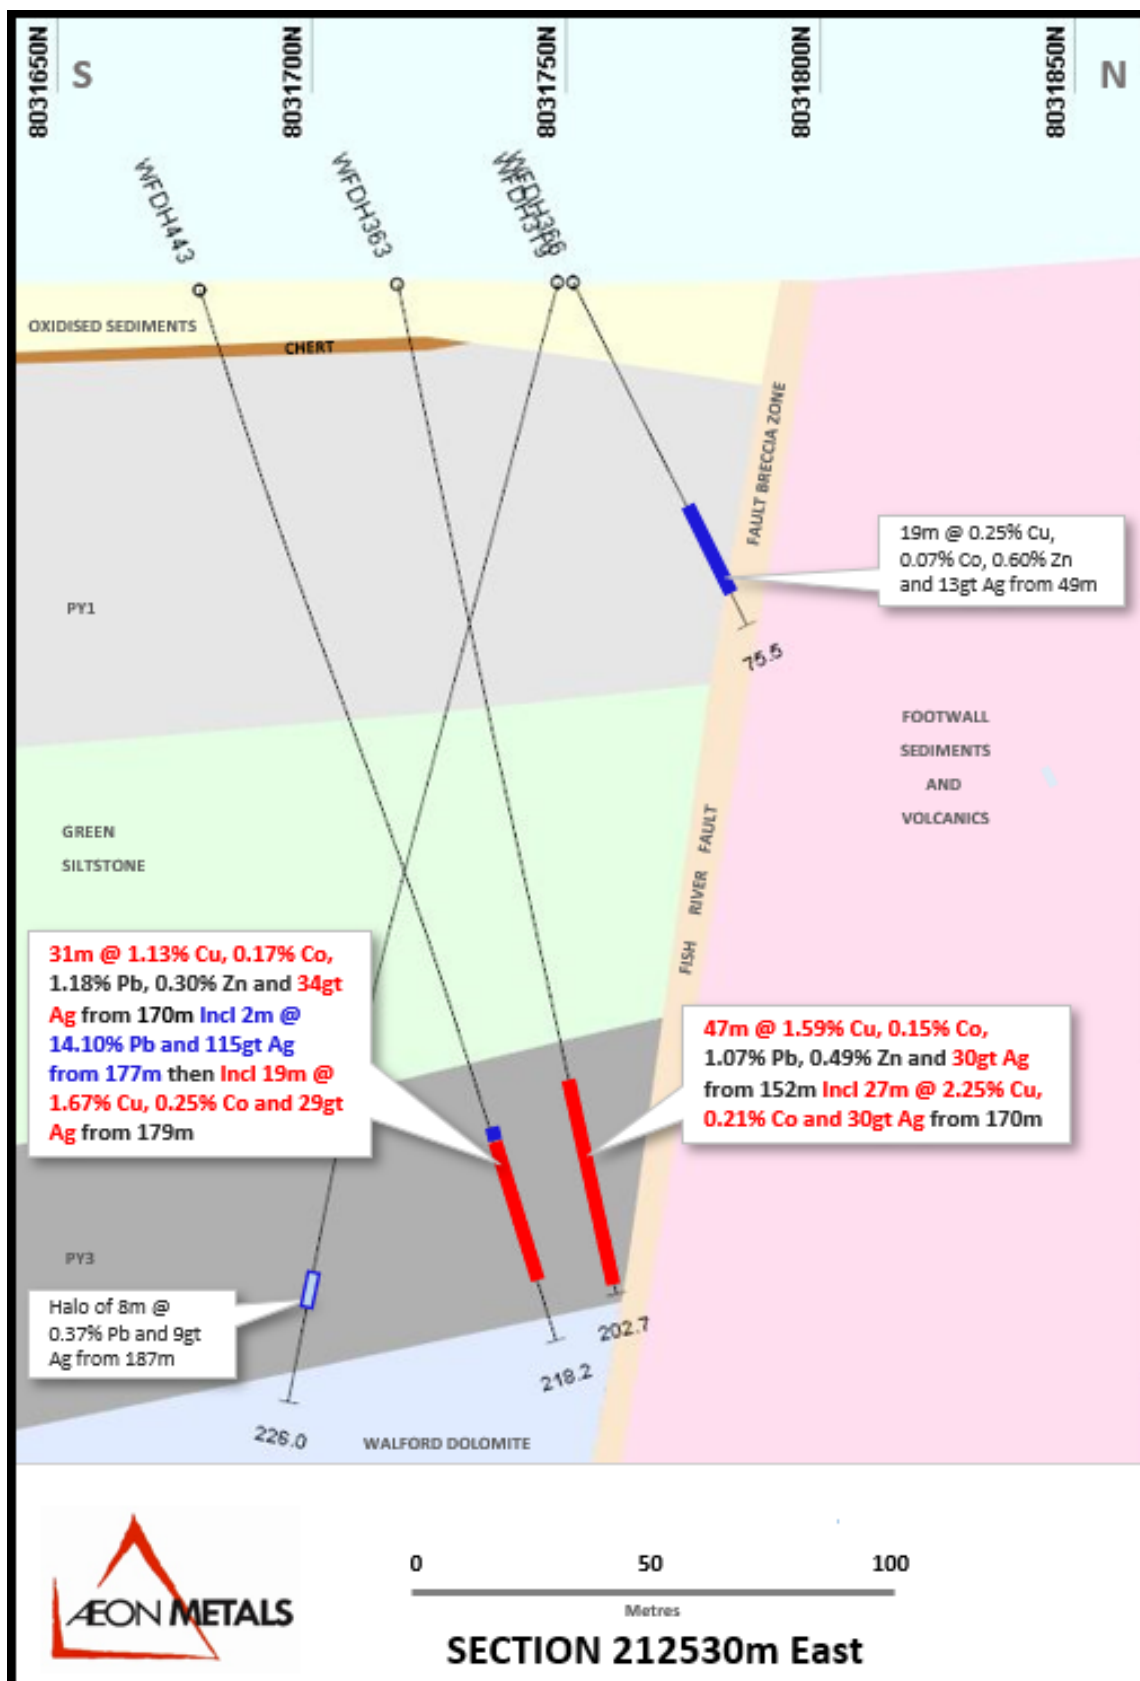 8031650N
S
8031700N
8031750N
8031800N
8031850N
N
WFDH443
WFDH363
WFDH379
WFDH366
OXIDISED SEDIMENTS
CHERT
FAULT BRECCIA ZONE
19m @ 0.25% Cu,
0.07% Co, 0.60% Zn
and 13gt Ag from 49m
PY1
75.5
FOOTWALL
SEDIMENTS
AND
VOLCANICS
GREEN
SILTSTONE
FISH RIVER FAULT
31m @ 1.13% Cu, 0.17% Co,
1.18% Pb, 0.30% Zn and 34gt
Ag from 170m Incl 2m @
14.10% Pb and 115gt Ag
from 177m then Incl 19m @
1.67% Cu, 0.25% Co and 29gt
Ag from 179m
47m @ 1.59% Cu, 0.15% Co,
1.07% Pb, 0.49% Zn and 30gt Ag
from 152m Incl 27m @ 2.25% Cu,
0.21% Co and 30gt Ag from 170m
PY3
Halo of 8m @
0.37% Pb and 9gt
Ag from 187m
202.7
218.2
226.0
WALFORD DOLOMITE
ÆON METALS
0 50 100
Metres
SECTION 212530m East